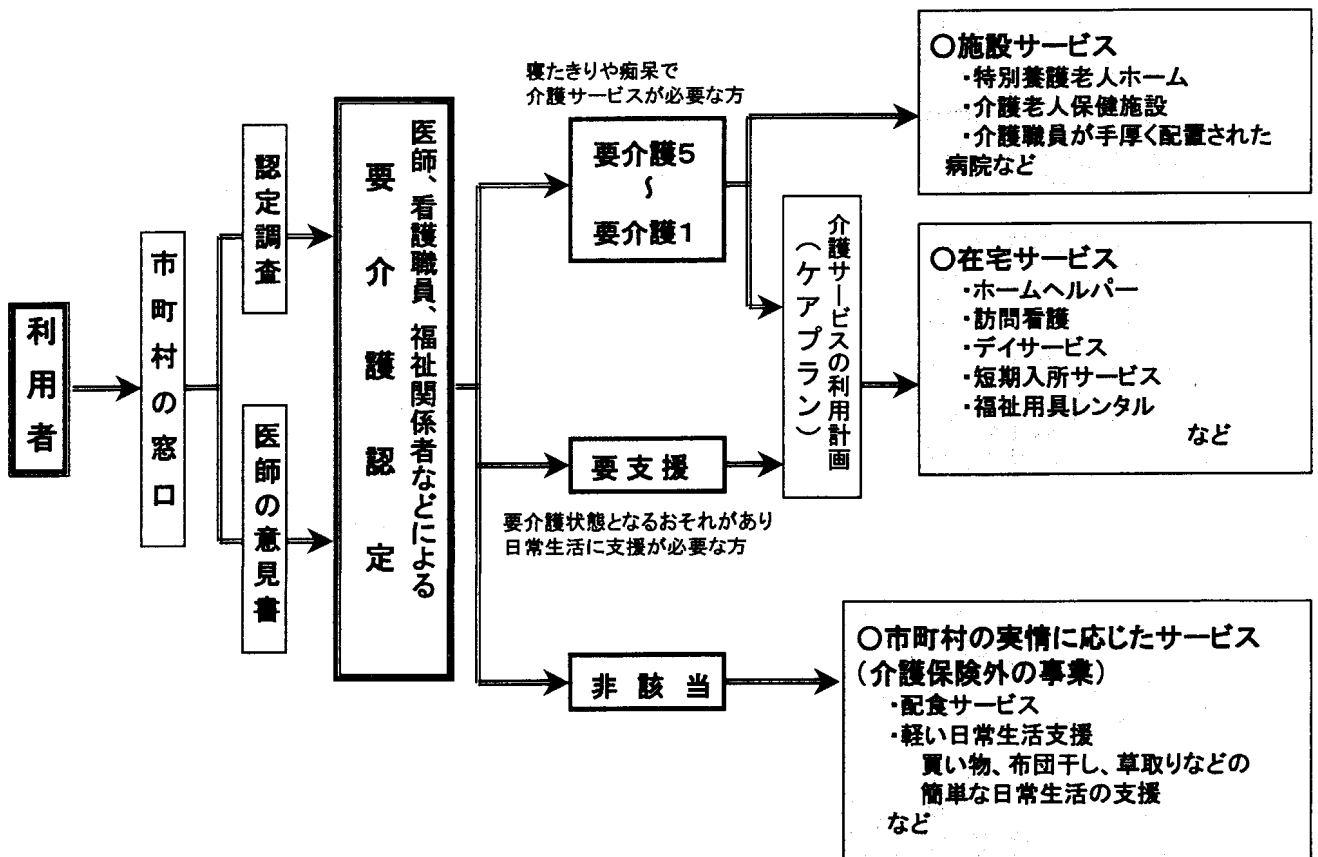 利用者
市町村の窓口
認定調査
医師の意見書
医師、看護職員、福祉関係者などによる
要介護認定
寝たきりや痴呆で
介護サービスが必要な方
要介護5
〜
要介護1
要支援
要介護状態となるおそれがあり
日常生活に支援が必要な方
非該当
介護サービスの利用計画
（ケアプラン）
○施設サービス
・特別養護老人ホーム
・介護老人保健施設
・介護職員が手厚く配置された
病院など
○在宅サービス
・ホームヘルパー
・訪問看護
・デイサービス
・短期入所サービス
・福祉用具レンタル
など
○市町村の実情に応じたサービス
（介護保険外の事業）
・配食サービス
・軽い日常生活支援
買い物、布団干し、草取りなどの
簡単な日常生活の支援
など